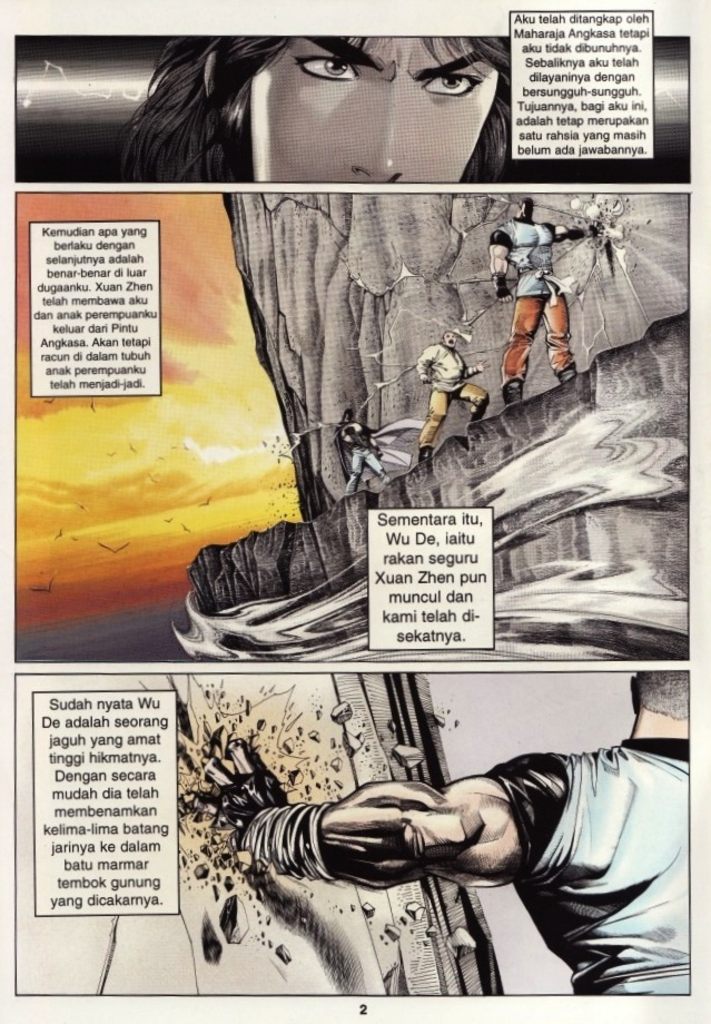 Aku telah ditangkap oleh
Maharaja Angkasa tetapi
aku tidak dibunuhnya.
Sebaliknya aku telah
dilayaninya dengan
bersungguh-sungguh.
Tujuannya, bagi aku ini,
adalah tetap merupakan
satu rahsia yang masih
belum ada jawabannya.
Kemudian apa yang
berlaku dengan
selanjutnya adalah
benar-benar di luar
dugaanku. Xuan Zhen
telah membawa aku
dan anak perempuanku
keluar dari Pintu
Angkasa. Akan tetapi
racun di dalam tubuh
anak perempuanku
telah menjadi-jadi.
Sementara itu,
Wu De, iaitu
rakan seguru
Xuan Zhen pun
muncul dan
kami telah di-
sekatnya.
Sudah nyata Wu
De adalah seorang
jaguh yang amat
tinggi hikmatnya.
Dengan secara
mudah dia telah
membenamkan
kelima-lima batang
jarinya ke dalam
batu marmar
tembok gunung
yang dicakarnya.
2